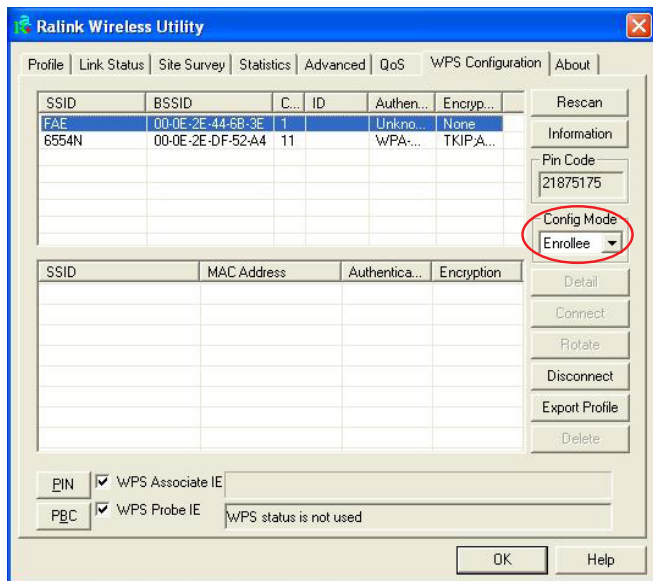 Ralink Wireless Utility
Profile Link Status Site Survey Statistics Advanced QoS WPS Configuration About
SSID BSSID C... ID Authen... Encryp...
FAE 00-0E-2E-44-6B-3E 1 Unkno... None
6554N 00-0E-2E-DF-52-A4 11 WPA-... TKIP;A...
Rescan
Information
Pin Code
21875175
Config Mode
Enrollee
SSID MAC Address Authentica... Encryption
Detail
Connect
Rotate
Disconnect
Export Profile
Delete
PIN WPS Associate IE
PBC WPS Probe IE WPS status is not used
OK Help